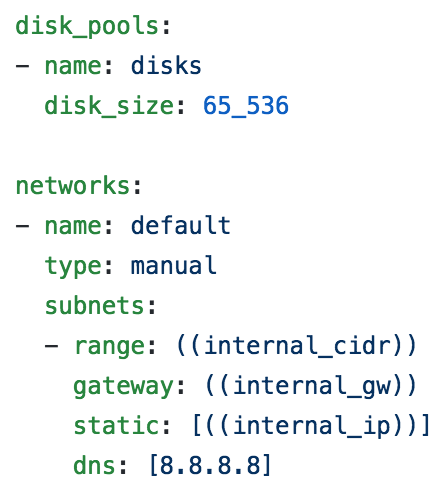 disk_pools:
- name: disks
  disk_size: 65_536

networks:
- name: default
  type: manual
  subnets:
  - range: ((internal_cidr))
    gateway: ((internal_gw))
    static: [((internal_ip))]
    dns: [8.8.8.8]